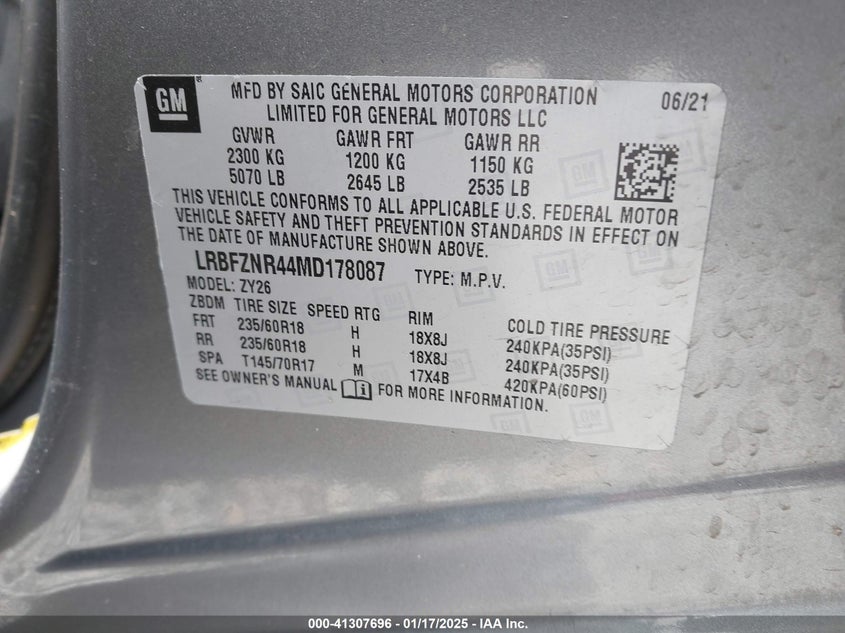 GM
MFD BY SAIC GENERAL MOTORS CORPORATION 06/21
LIMITED FOR GENERAL MOTORS LLC
GVWR GAWR FRT GAWR RR
2300 KG 1200 KG 1150 KG
5070 LB 2645 LB 2535 LB
THIS VEHICLE CONFORMS TO ALL APPLICABLE U.S. FEDERAL MOTOR
VEHICLE SAFETY AND THEFT PREVENTION STANDARDS IN EFFECT ON
THE DATE OF MANUFACTURE SHOWN ABOVE.
LRBFZNR44MD178087 TYPE: M.P.V.
MODEL: ZY26
ZBDM TIRE SIZE SPEED RTG RIM COLD TIRE PRESSURE
FRT 235/60R18 H 18X8J 240KPA(35PSI)
RR 235/60R18 H 18X8J 240KPA(35PSI)
SPA T145/70R17 M 17X4B 420KPA(60PSI)
SEE OWNER'S MANUAL FOR MORE INFORMATION.
000-41307696 - 01/17/2025 - IAA Inc.